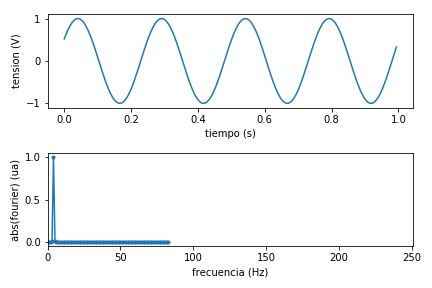 1
0
−1
tension (V)
0.0 0.2 0.4 0.6 0.8 1.0
tiempo (s)
1.0
0.5
0.0
abs(fourier) (ua)
0 50 100 150 200 250
frecuencia (Hz)